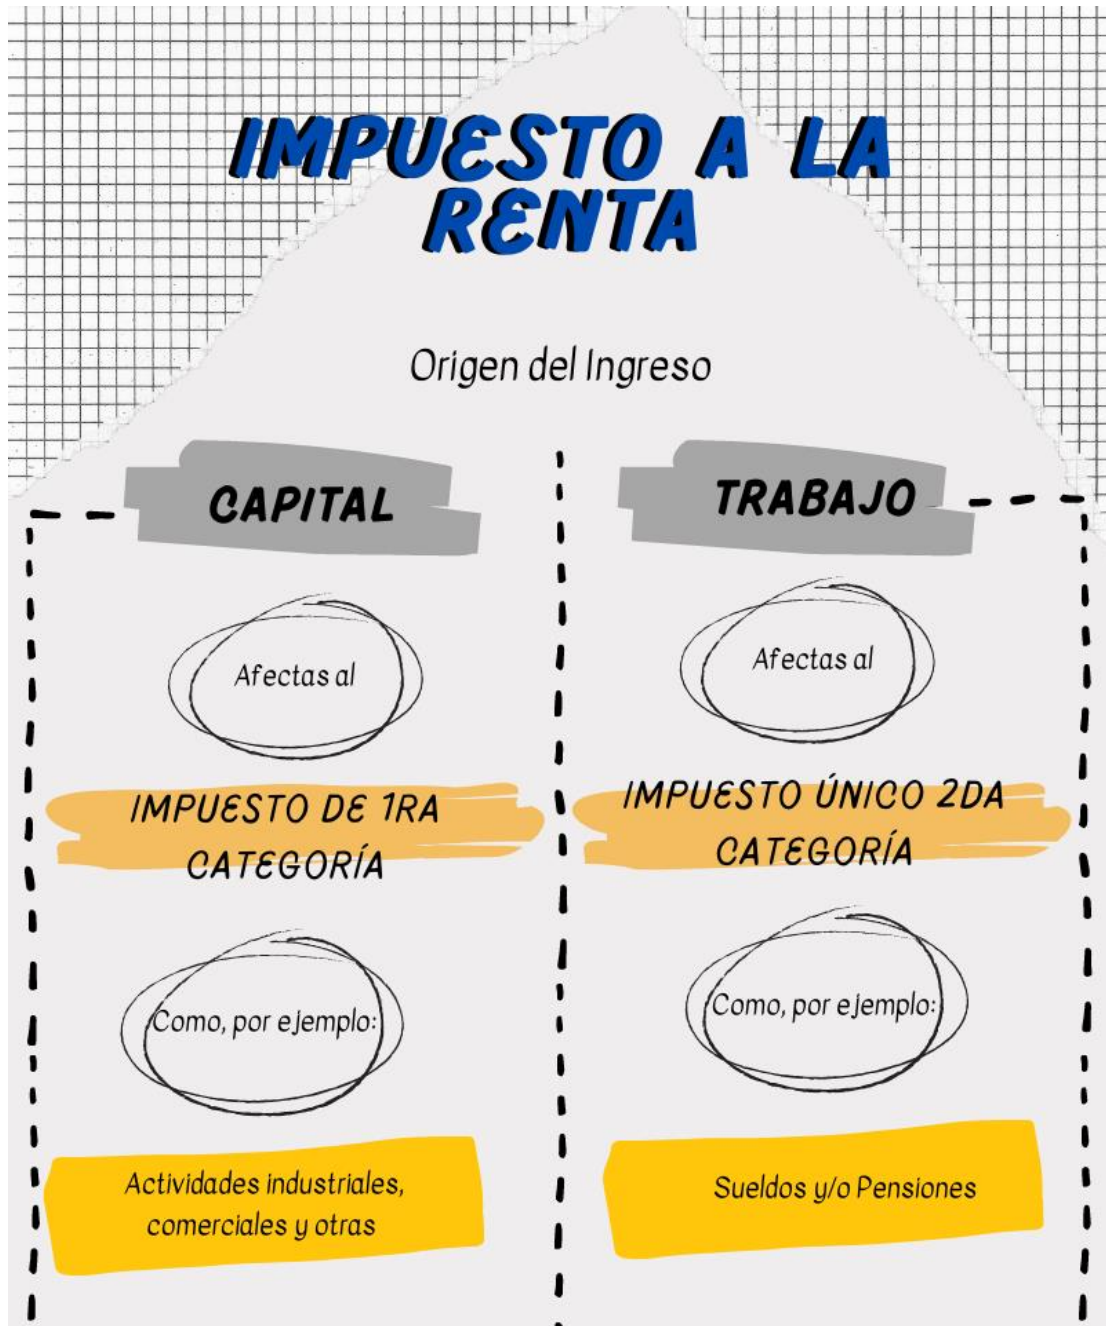 IMPUESTO A LA
RENTA
Origen del Ingreso
CAPITAL
Afectas al
IMPUESTO DE 1RA
CATEGORÍA
Como, por ejemplo:
Actividades industriales,
comerciales y otras
TRABAJO
Afectas al
IMPUESTO ÚNICO 2DA
CATEGORÍA
Como, por ejemplo:
Sueldos y/o Pensiones